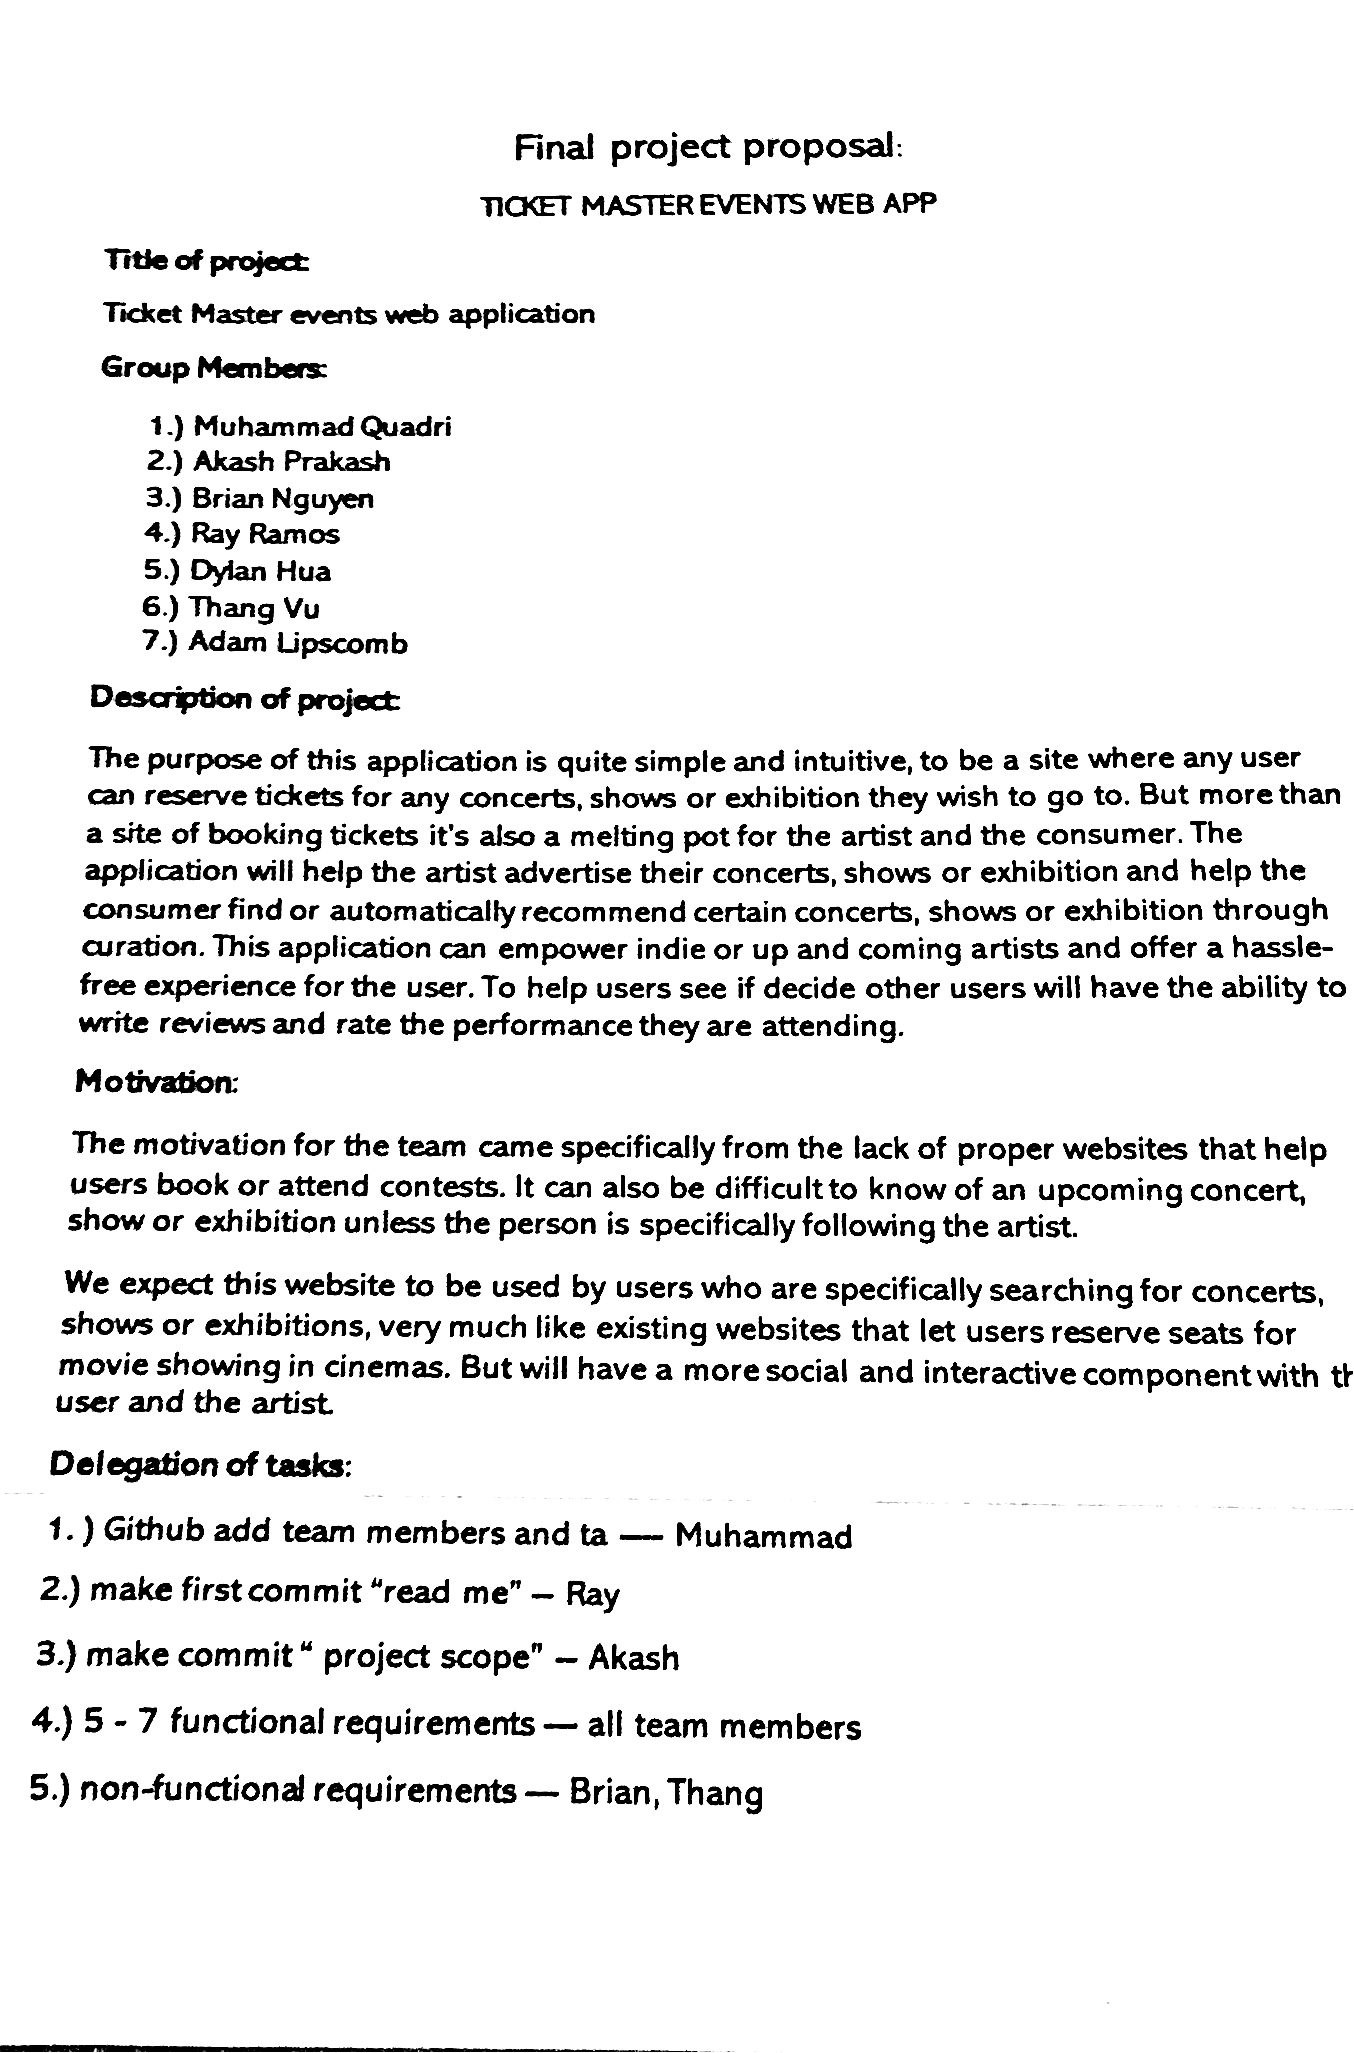 Final project proposal:
TICKET MASTER EVENTS WEB APP
Title of project:
Ticket Master events web application
Group Members:
1.) Muhammad Quadri
2.) Akash Prakash
3.) Brian Nguyen
4.) Ray Ramos
5.) Dylan Hua
6.) Thang Vu
7.) Adam Lipscomb
Description of project:
The purpose of this application is quite simple and intuitive, to be a site where any user
can reserve tickets for any concerts, shows or exhibition they wish to go to. But more than
a site of booking tickets it's also a melting pot for the artist and the consumer. The
application will help the artist advertise their concerts, shows or exhibition and help the
consumer find or automatically recommend certain concerts, shows or exhibition through
curation. This application can empower indie or up and coming artists and offer a hassle-
free experience for the user. To help users see if decide other users will have the ability to
write reviews and rate the performance they are attending.
Motivation:
The motivation for the team came specifically from the lack of proper websites that help
users book or attend contests. It can also be difficult to know of an upcoming concert,
show or exhibition unless the person is specifically following the artist.
We expect this website to be used by users who are specifically searching for concerts,
shows or exhibitions, very much like existing websites that let users reserve seats for
movie showing in cinemas. But will have a more social and interactive component with
user and the artist.
Delegation of tasks:
1. ) Github add team members and ta — Muhammad
2.) make first commit “read me” – Ray
3.) make commit “ project scope” – Akash
4.) 5 - 7 functional requirements — all team members
5.) non-functional requirements — Brian, Thang